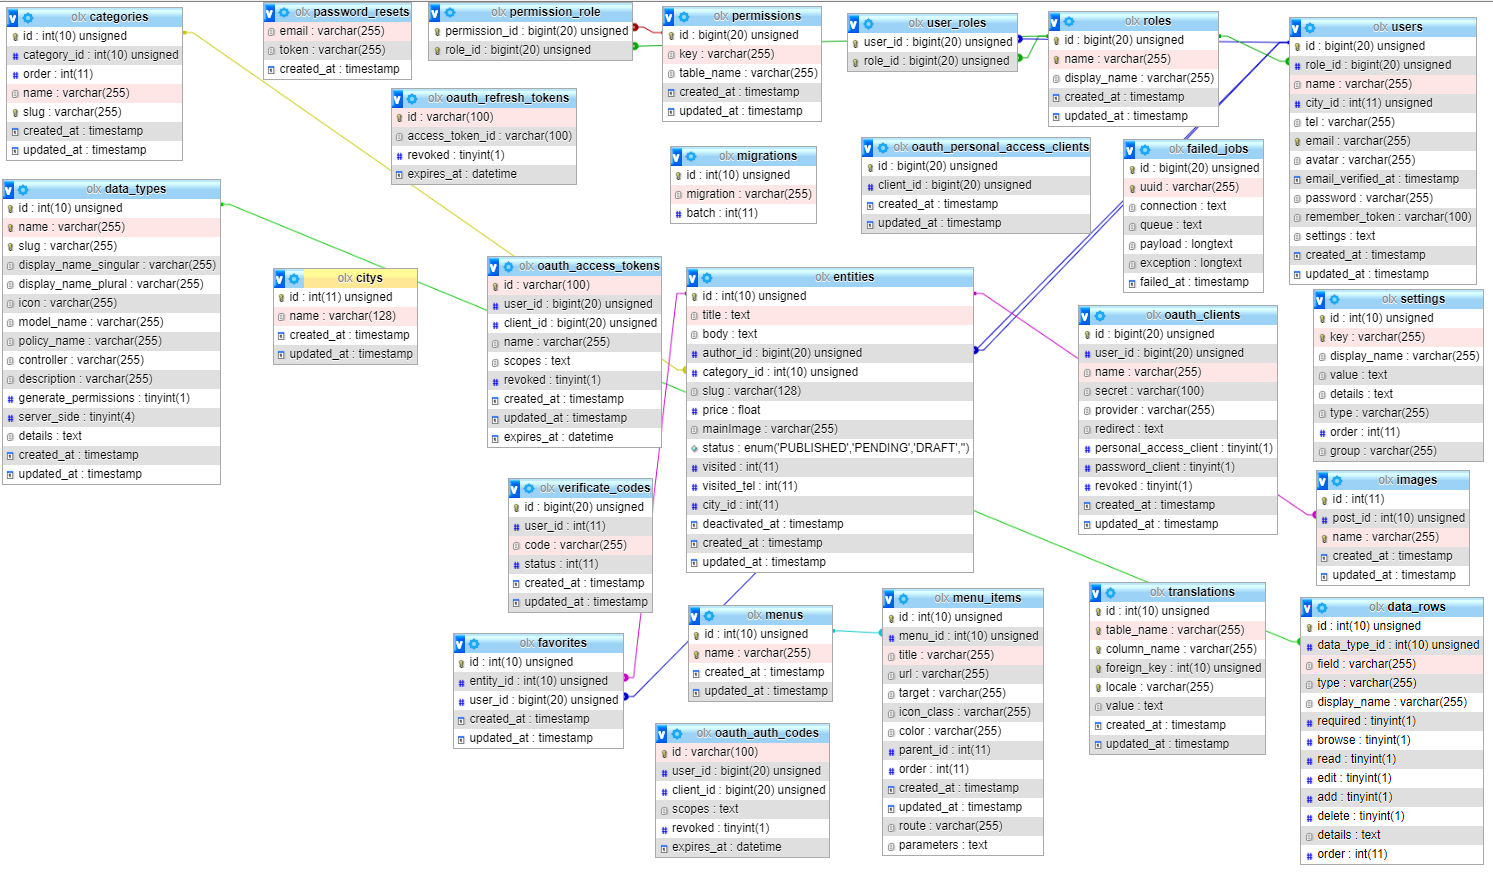 olx categories
id : int(10) unsigned
category_id : int(10) unsigned
order : int(11)
name : varchar(255)
slug : varchar(255)
created_at : timestamp
updated_at : timestamp
olx password_resets
email : varchar(255)
token : varchar(255)
created_at : timestamp
olx permission_role
permission_id : bigint(20) unsigned
role_id : bigint(20) unsigned
olx permissions
id : bigint(20) unsigned
key : varchar(255)
table_name : varchar(255)
created_at : timestamp
updated_at : timestamp
olx user_roles
user_id : bigint(20) unsigned
role_id : bigint(20) unsigned
olx roles
id : bigint(20) unsigned
name : varchar(255)
display_name : varchar(255)
created_at : timestamp
updated_at : timestamp
olx users
id : bigint(20) unsigned
role_id : bigint(20) unsigned
name : varchar(255)
city_id : int(11) unsigned
tel : varchar(255)
email : varchar(255)
avatar : varchar(255)
email_verified_at : timestamp
password : varchar(255)
remember_token : varchar(100)
settings : text
created_at : timestamp
updated_at : timestamp
olx oauth_refresh_tokens
id : varchar(100)
access_token_id : varchar(100)
revoked : tinyint(1)
expires_at : datetime
olx migrations
id : int(10) unsigned
migration : varchar(255)
batch : int(11)
olx oauth_personal_access_clients
id : bigint(20) unsigned
client_id : bigint(20) unsigned
created_at : timestamp
updated_at : timestamp
olx failed_jobs
id : bigint(20) unsigned
uuid : varchar(255)
connection : text
queue : text
payload : longtext
exception : longtext
failed_at : timestamp
olx data_types
id : int(10) unsigned
name : varchar(255)
slug : varchar(255)
display_name_singular : varchar(255)
display_name_plural : varchar(255)
icon : varchar(255)
model_name : varchar(255)
policy_name : varchar(255)
controller : varchar(255)
description : varchar(255)
generate_permissions : tinyint(1)
server_side : tinyint(4)
details : text
created_at : timestamp
updated_at : timestamp
olx citys
id : int(11) unsigned
name : varchar(128)
created_at : timestamp
updated_at : timestamp
olx oauth_access_tokens
id : varchar(100)
user_id : bigint(20) unsigned
client_id : bigint(20) unsigned
name : varchar(255)
scopes : text
revoked : tinyint(1)
created_at : timestamp
updated_at : timestamp
expires_at : datetime
olx entities
id : int(10) unsigned
title : text
body : text
author_id : bigint(20) unsigned
category_id : int(10) unsigned
slug : varchar(128)
price : float
mainImage : varchar(255)
status : enum('PUBLISHED','PENDING','DRAFT','')
visited : int(11)
visited_tel : int(11)
city_id : int(11)
deactivated_at : timestamp
created_at : timestamp
updated_at : timestamp
olx oauth_clients
id : bigint(20) unsigned
user_id : bigint(20) unsigned
name : varchar(255)
secret : varchar(100)
provider : varchar(255)
redirect : text
personal_access_client : tinyint(1)
password_client : tinyint(1)
revoked : tinyint(1)
created_at : timestamp
updated_at : timestamp
olx settings
id : int(10) unsigned
key : varchar(255)
display_name : varchar(255)
value : text
details : text
type : varchar(255)
order : int(11)
group : varchar(255)
olx images
id : int(11)
post_id : int(10) unsigned
name : varchar(255)
created_at : timestamp
updated_at : timestamp
olx verificate_codes
id : bigint(20) unsigned
user_id : int(11)
code : varchar(255)
status : int(11)
created_at : timestamp
updated_at : timestamp
olx favorites
id : int(10) unsigned
entity_id : int(10) unsigned
user_id : bigint(20) unsigned
created_at : timestamp
updated_at : timestamp
olx menus
id : int(10) unsigned
name : varchar(255)
created_at : timestamp
updated_at : timestamp
olx menu_items
id : int(10) unsigned
menu_id : int(10) unsigned
title : varchar(255)
url : varchar(255)
target : varchar(255)
icon_class : varchar(255)
color : varchar(255)
parent_id : int(11)
order : int(11)
created_at : timestamp
updated_at : timestamp
route : varchar(255)
parameters : text
olx translations
id : int(10) unsigned
table_name : varchar(255)
column_name : varchar(255)
foreign_key : int(10) unsigned
locale : varchar(255)
value : text
created_at : timestamp
updated_at : timestamp
olx data_rows
id : int(10) unsigned
data_type_id : int(10) unsigned
field : varchar(255)
type : varchar(255)
display_name : varchar(255)
required : tinyint(1)
browse : tinyint(1)
read : tinyint(1)
edit : tinyint(1)
add : tinyint(1)
delete : tinyint(1)
details : text
order : int(11)
olx oauth_auth_codes
id : varchar(100)
user_id : bigint(20) unsigned
client_id : bigint(20) unsigned
scopes : text
revoked : tinyint(1)
expires_at : datetime